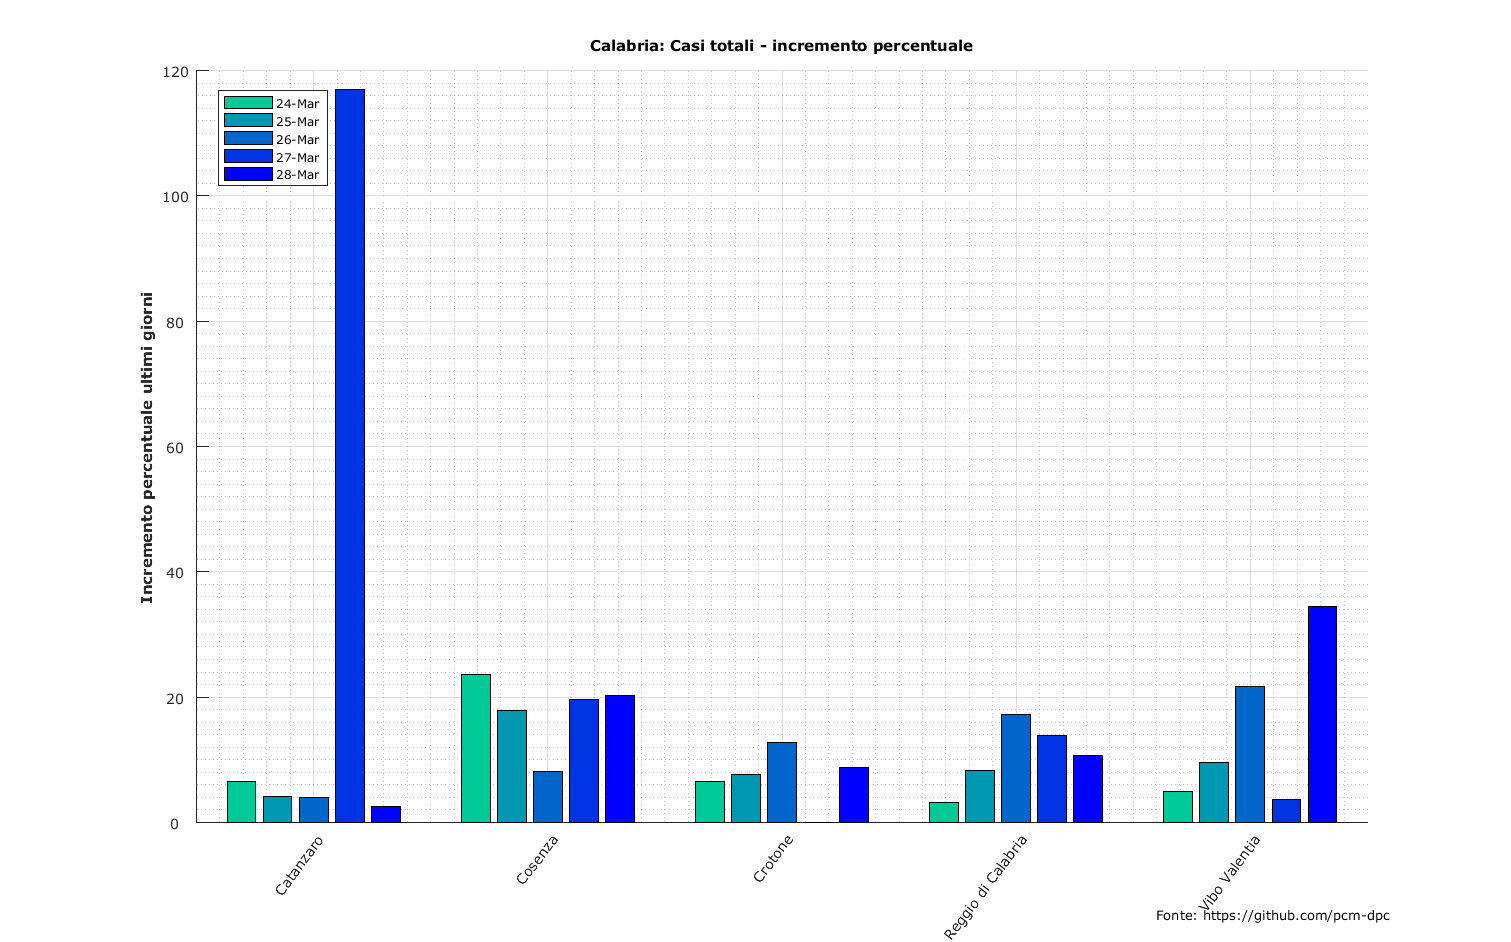 Calabria: Casi totali - incremento percentuale
24-Mar
25-Mar
26-Mar
27-Mar
28-Mar
Incremento percentuale ultimi giorni
120
100
80
60
40
20
0
Catanzaro
Cosenza
Crotone
Reggio di Calabria
Vibo Valentia
Fonte: https://github.com/pcm-dpc